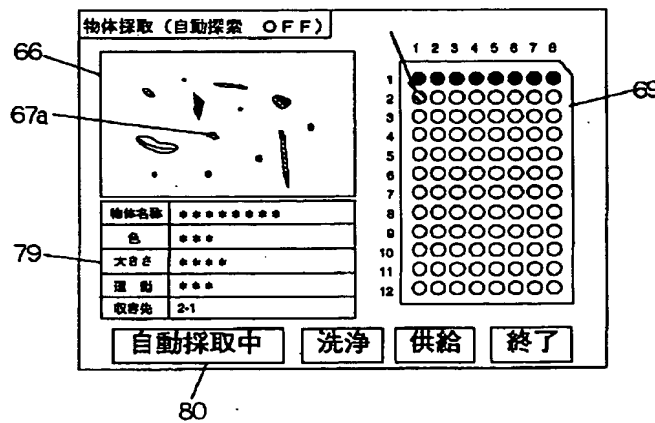 物体採取（自動探索　ＯＦＦ）
66
67a
1 2 3 4 5 6 7 8
1
2
3
4
5
6
7
8
9
10
11
12
69
物体名称 ********
色 ***
大きさ ****
運動 ***
収容先 2-1
79
自動採取中 洗浄 供給 終了
80